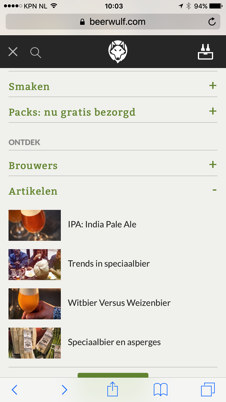 KPN NL 10:03 94%
beerwulf.com
Smaken +
Packs: nu gratis bezorgd +
ONTDEK
Brouwers +
Artikelen -
IPA: India Pale Ale
Trends in speciaalbier
Witbier Versus Weizenbier
Speciaalbier en asperges